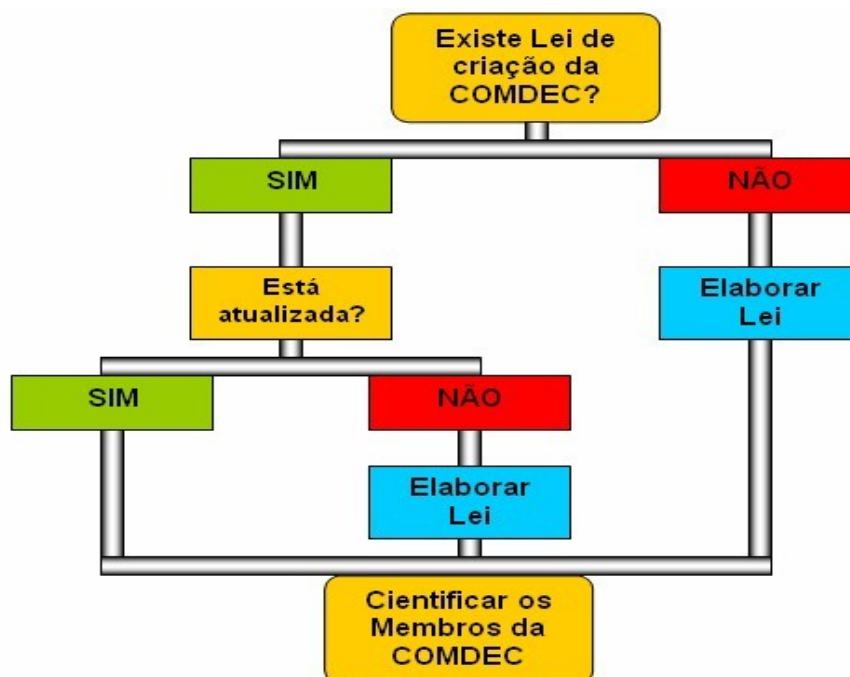 Existe Lei de
criação da
COMDEC?
SIM
NÃO
Está
atualizada?
Elaborar
Lei
SIM
NÃO
Elaborar
Lei
Cientificar os
Membros da
COMDEC